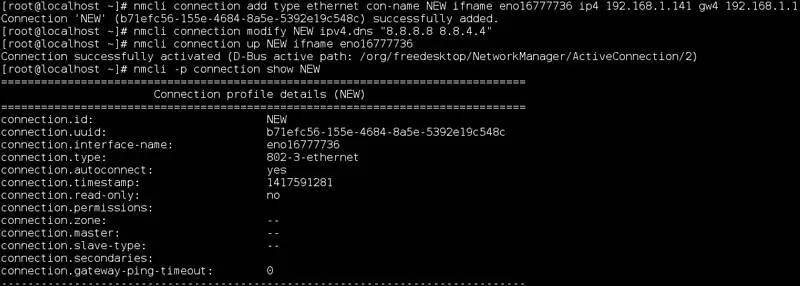 [root@localhost ~]# nmcli connection add type ethernet con-name NEW ifname eno16777736 ip4 192.168.1.141 gw4 192.168.1.1
Connection 'NEW' (b71efc56-155e-4684-8a5e-5392e19c548c) successfully added.
[root@localhost ~]# nmcli connection modify NEW ipv4.dns "8.8.8.8 8.8.4.4"
[root@localhost ~]# nmcli connection up NEW ifname eno16777736
Connection successfully activated (D-Bus active path: /org/freedesktop/NetworkManager/ActiveConnection/2)
[root@localhost ~]# nmcli -p connection show NEW
===============================================================================
Connection profile details (NEW)
===============================================================================
connection.id: NEW
connection.uuid: b71efc56-155e-4684-8a5e-5392e19c548c
connection.interface-name: eno16777736
connection.type: 802-3-ethernet
connection.autoconnect: yes
connection.timestamp: 1417591281
connection.read-only: no
connection.permissions:
connection.zone: --
connection.master: --
connection.slave-type: --
connection.secondaries:
connection.gateway-ping-timeout: 0
-------------------------------------------------------------------------------